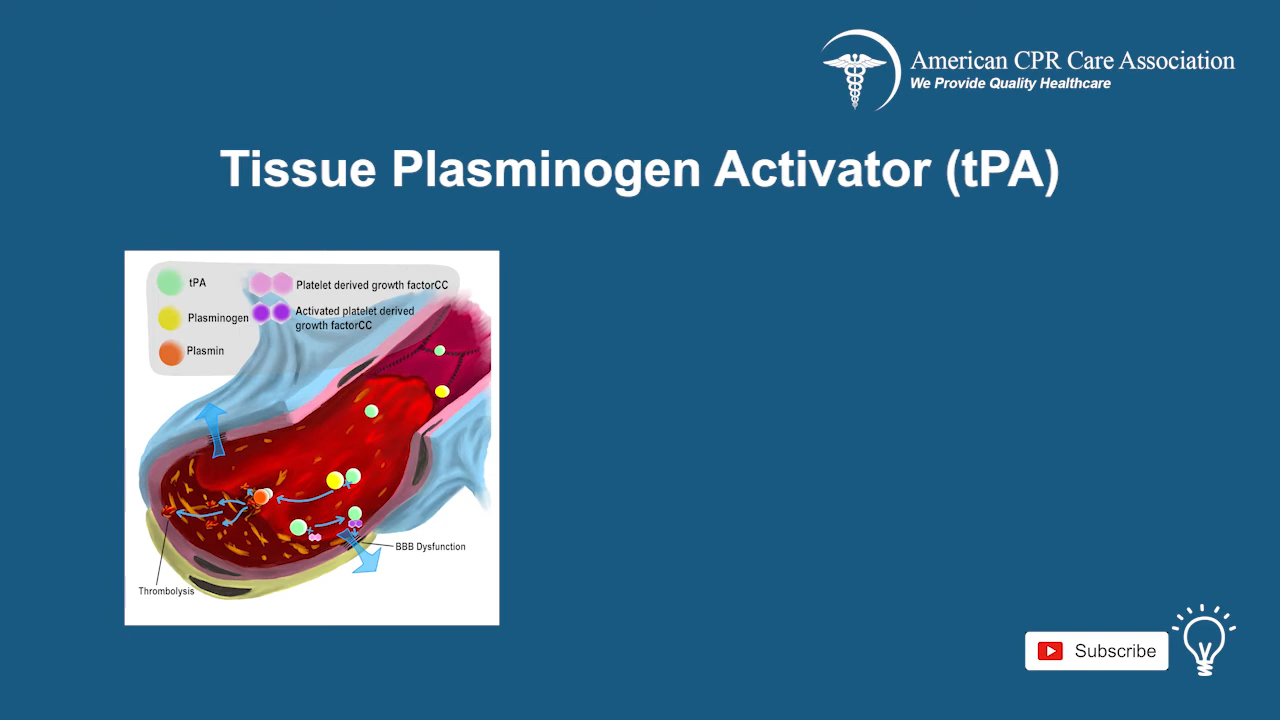 American CPR Care Association
We Provide Quality Healthcare
Tissue Plasminogen Activator (tPA)
tPA
Platelet derived growth factorCC
Plasminogen
Activated platelet derived
growth factorCC
Plasmin
BBB Dysfunction
Thrombolysis
Subscribe